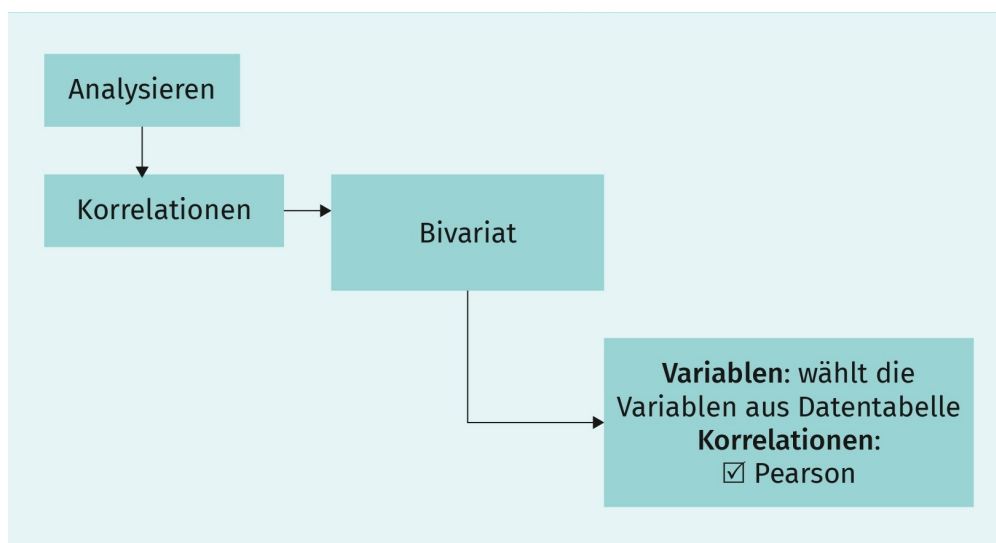 Analysieren
Korrelationen
Bivariat
Variablen: wählt die
Variablen aus Datentabelle
Korrelationen:
☑ Pearson